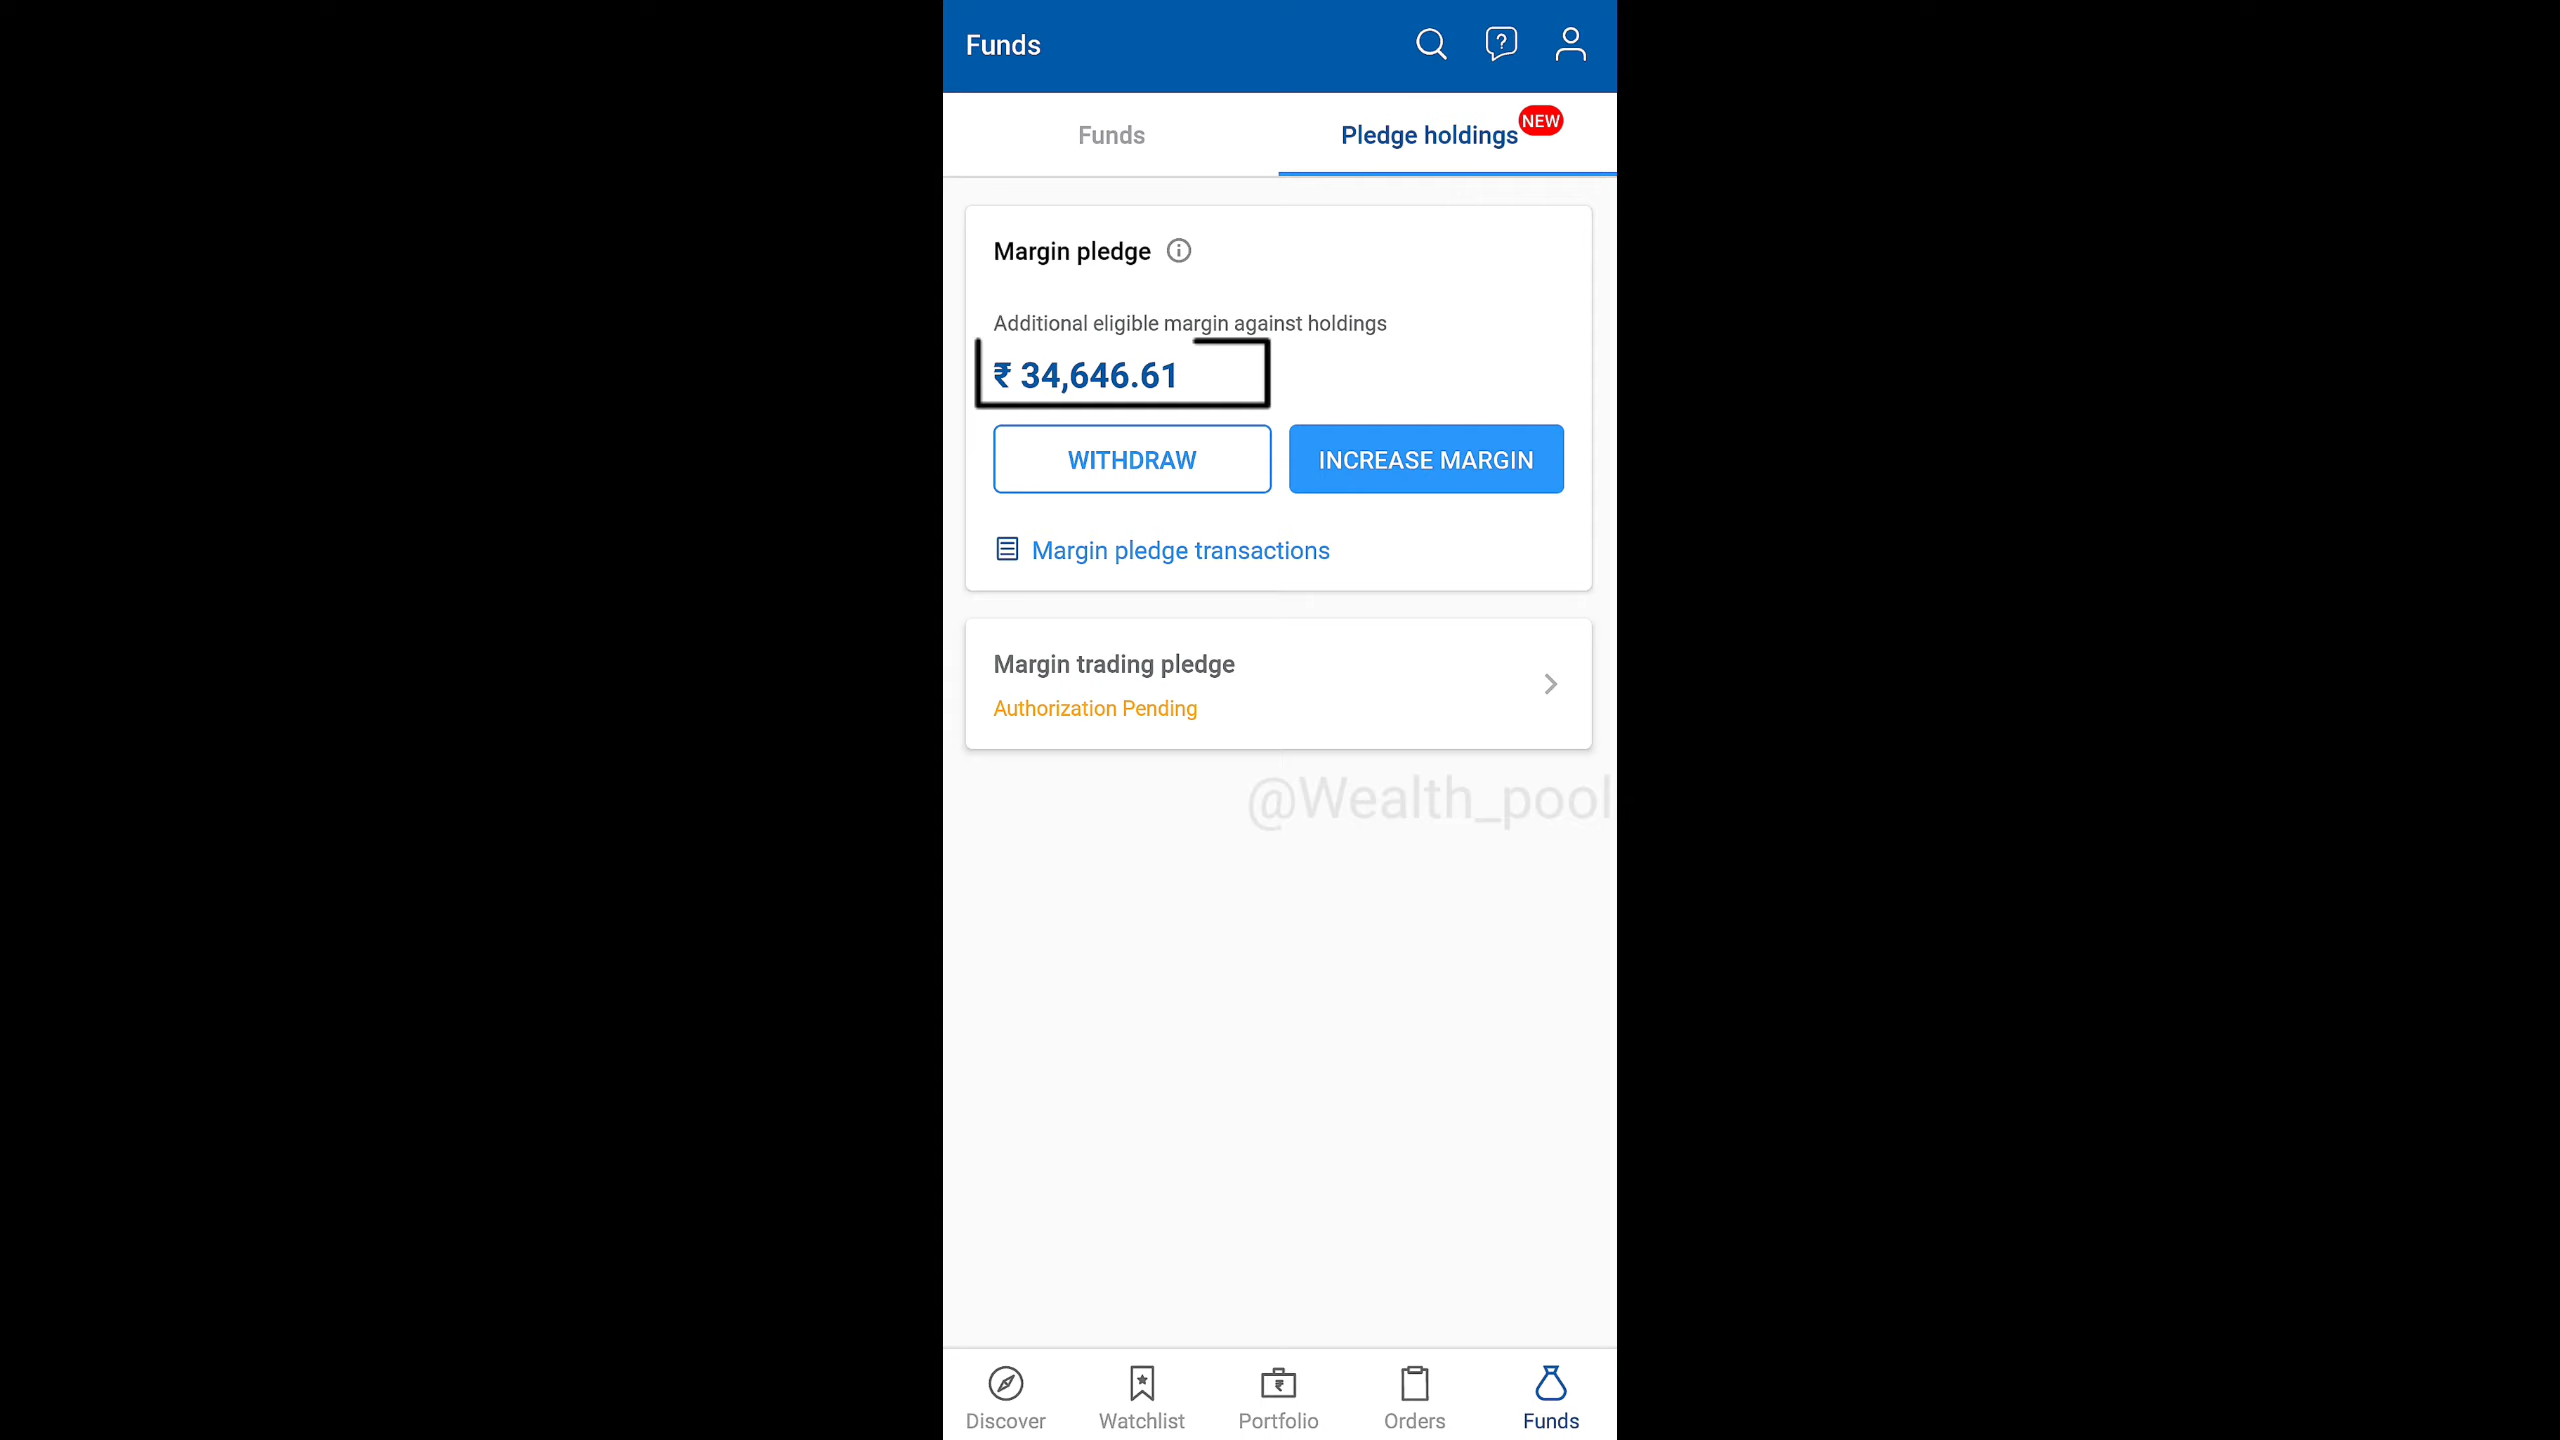 Funds
Funds
Pledge holdings NEW
Margin pledge
Additional eligible margin against holdings
₹ 34,646.61
WITHDRAW
INCREASE MARGIN
Margin pledge transactions
Margin trading pledge
Authorization Pending
@Wealth_pool
Discover
Watchlist
Portfolio
Orders
Funds